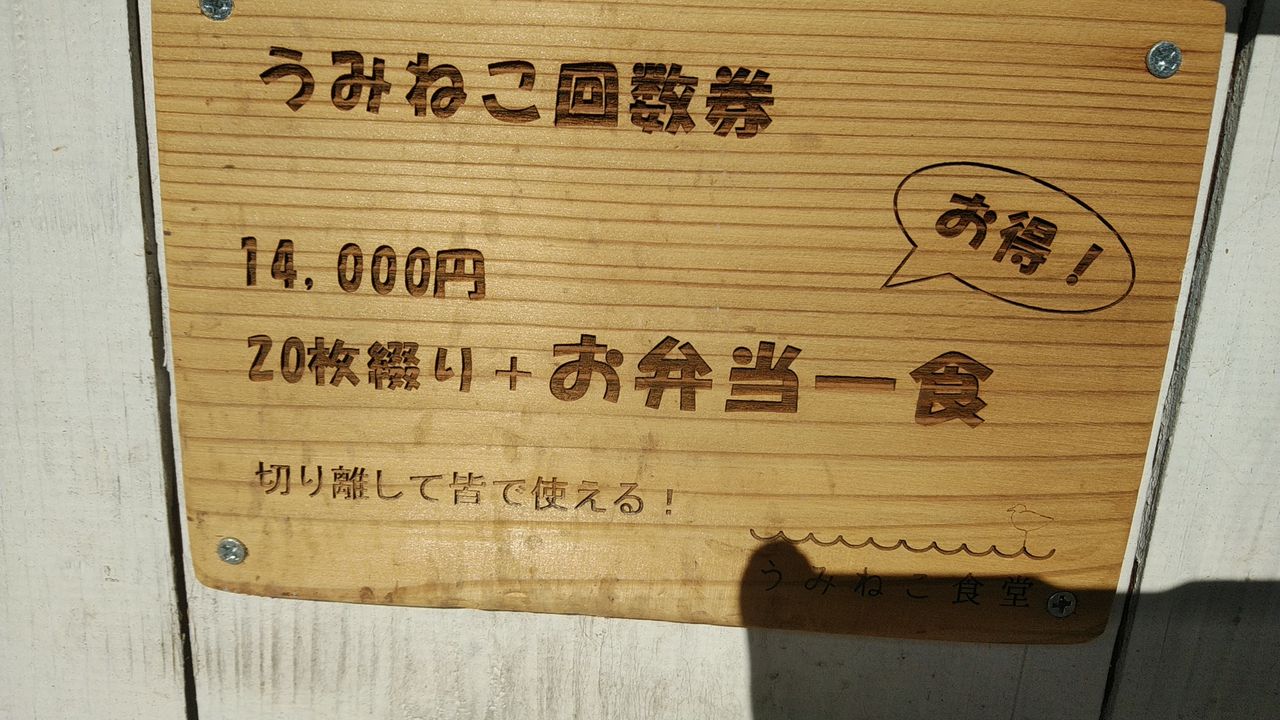 うみねこ回数券
お得！
14,000円
20枚綴り+お弁当一食
切り離して皆で使える！
うみねこ食堂